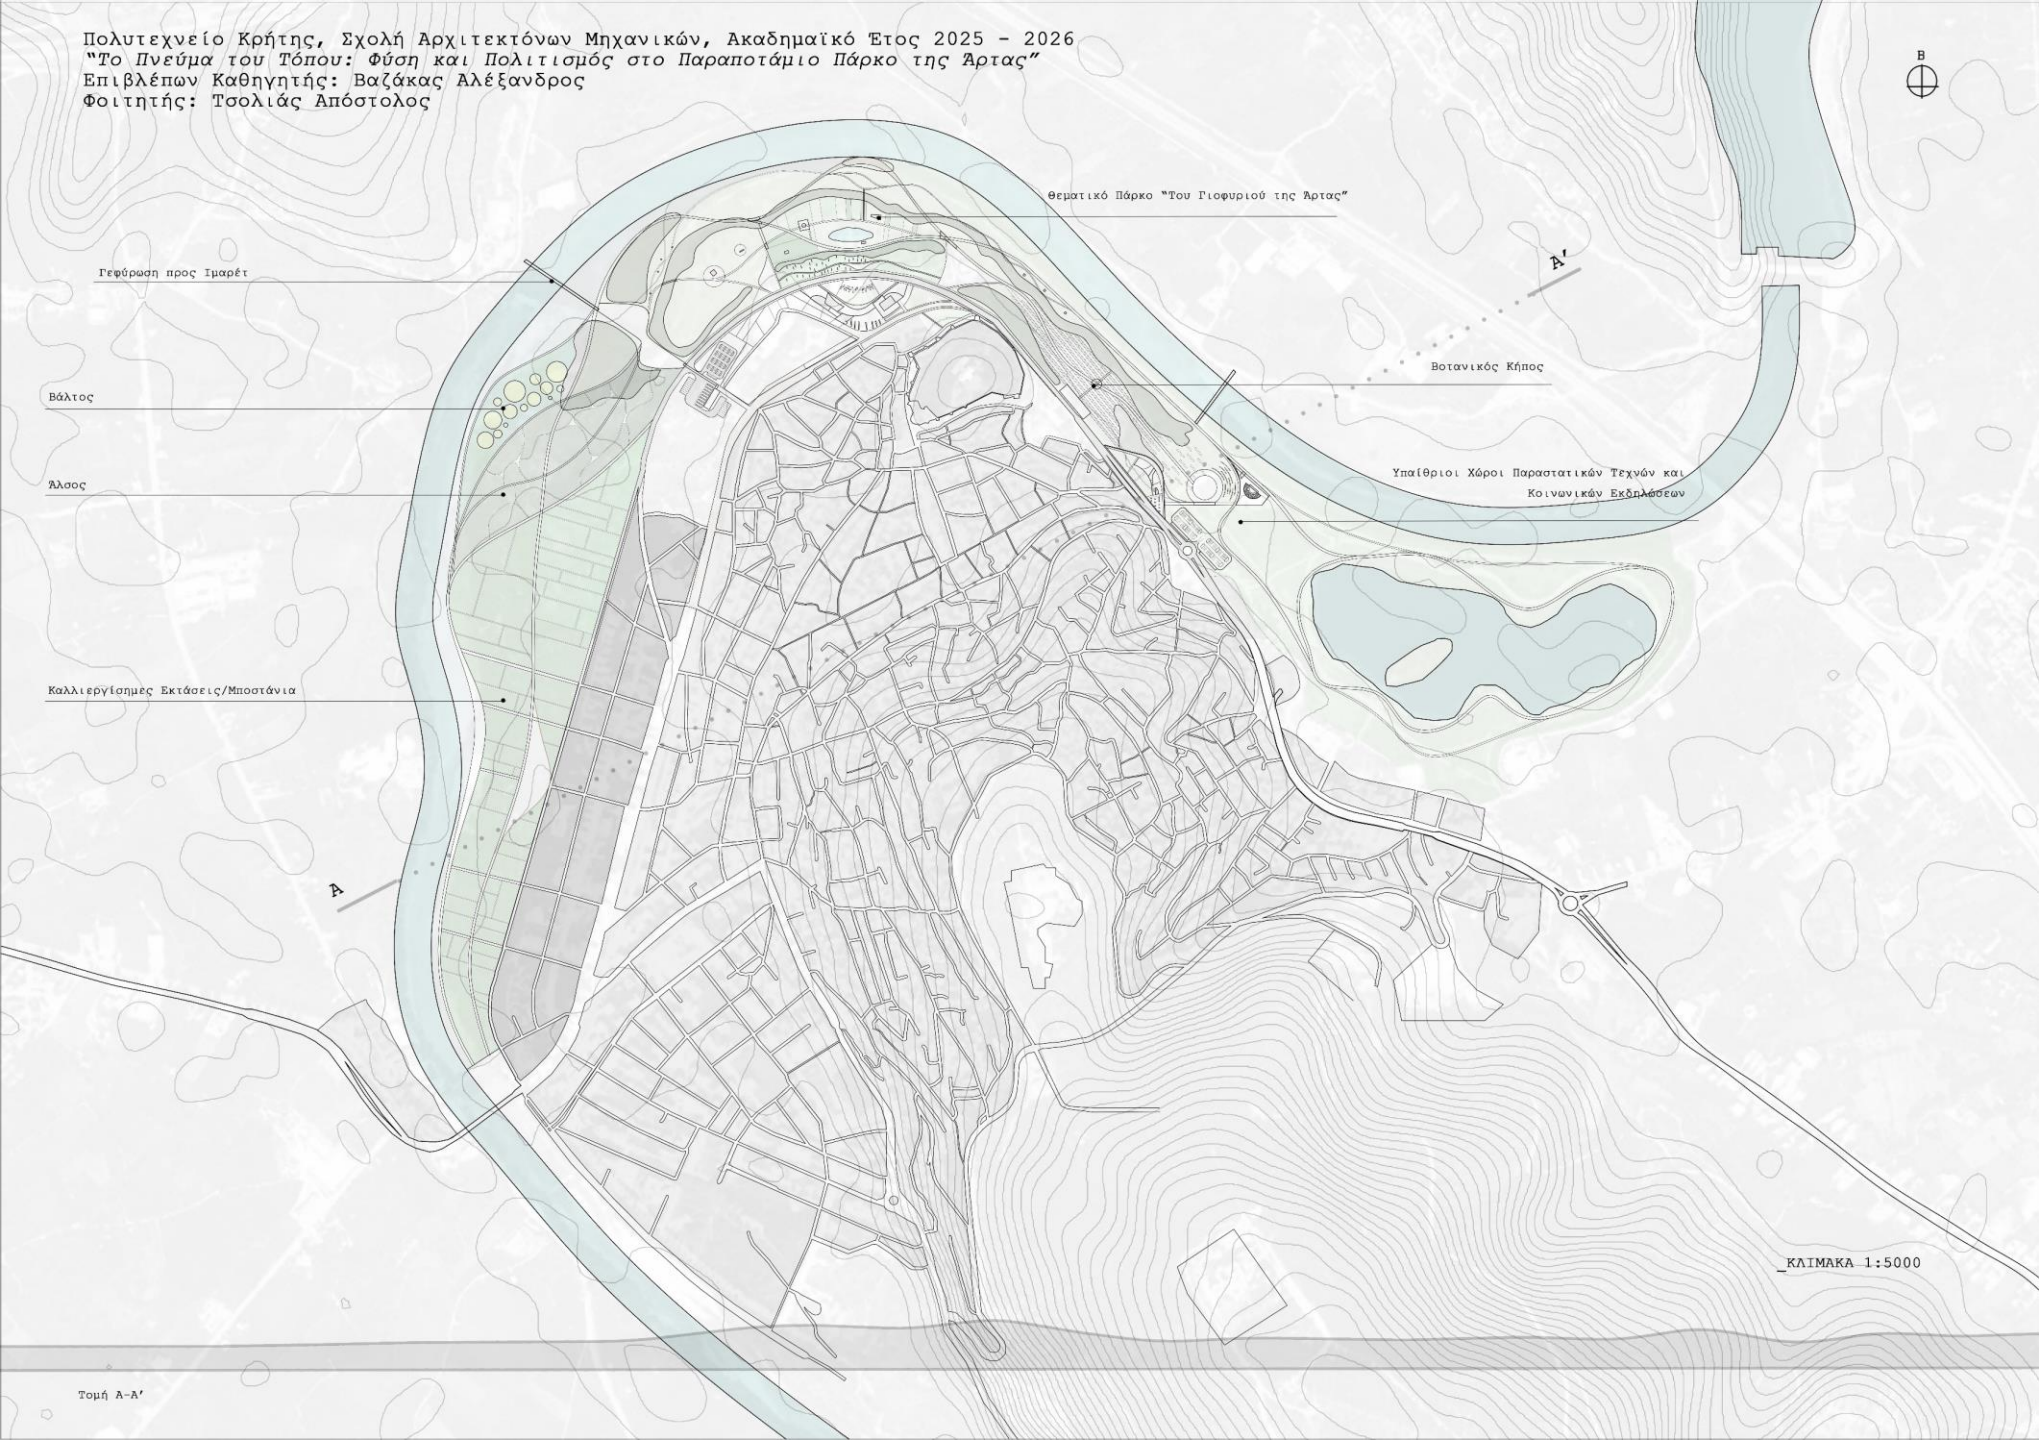 Πολυτεχνείο Κρήτης, Σχολή Αρχιτεκτόνων Μηχανικών, Ακαδημαϊκό Έτος 2025 - 2026
"Το Πνεύμα του Τόπου: Φύση και Πολιτισμός στο Παραποτάμιο Πάρκο της Άρτας"
Επιβλέπων Καθηγητής: Βαζάκας Αλέξανδρος
Φοιτητής: Τσολιάς Απόστολος
Β
Θεματικό Πάρκο "Του Γιοφυριού της Άρτας"
Α'
Γεφύρωση προς Ιμαρέτ
Βοτανικός Κήπος
Βάλτος
Υπαίθριοι Χώροι Παραστατικών Τεχνών και
Κοινωνικών Εκδηλώσεων
Άλσος
Καλλιεργίσημες Εκτάσεις/Μποστάνια
Α
_ΚΛΙΜΑΚΑ 1:5000
Τομή Α-Α'